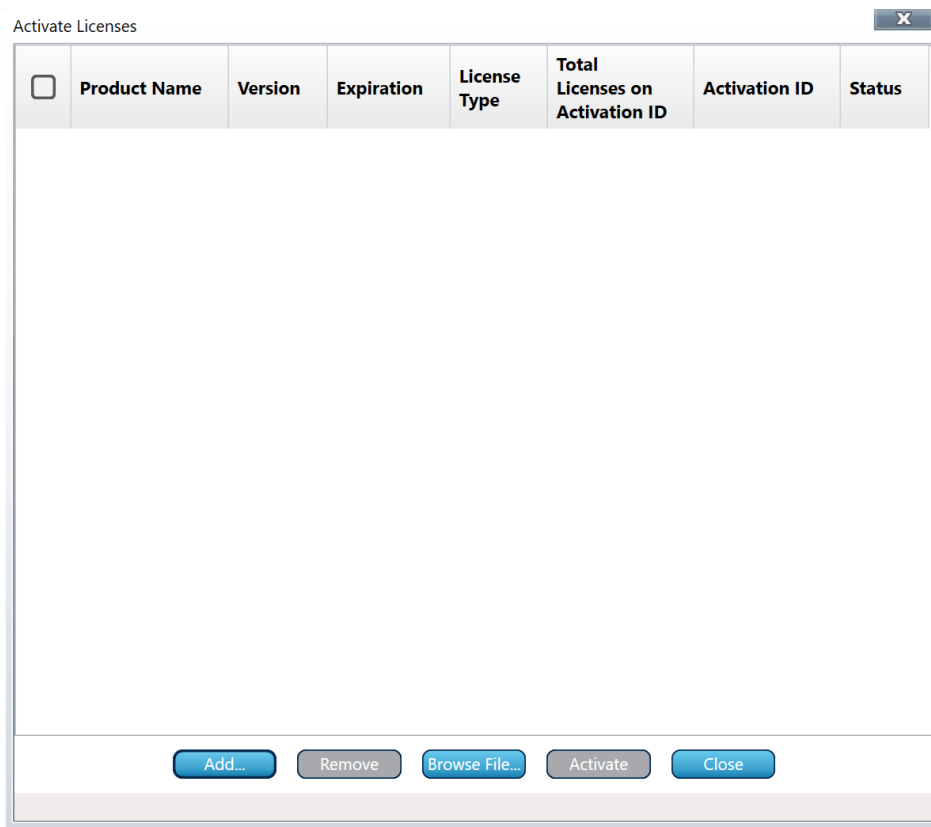 Activate Licenses
X
Product Name
Version
Expiration
License
Type
Total
Licenses on
Activation ID
Activation ID
Status
Add...
Remove
Browse File...
Activate
Close